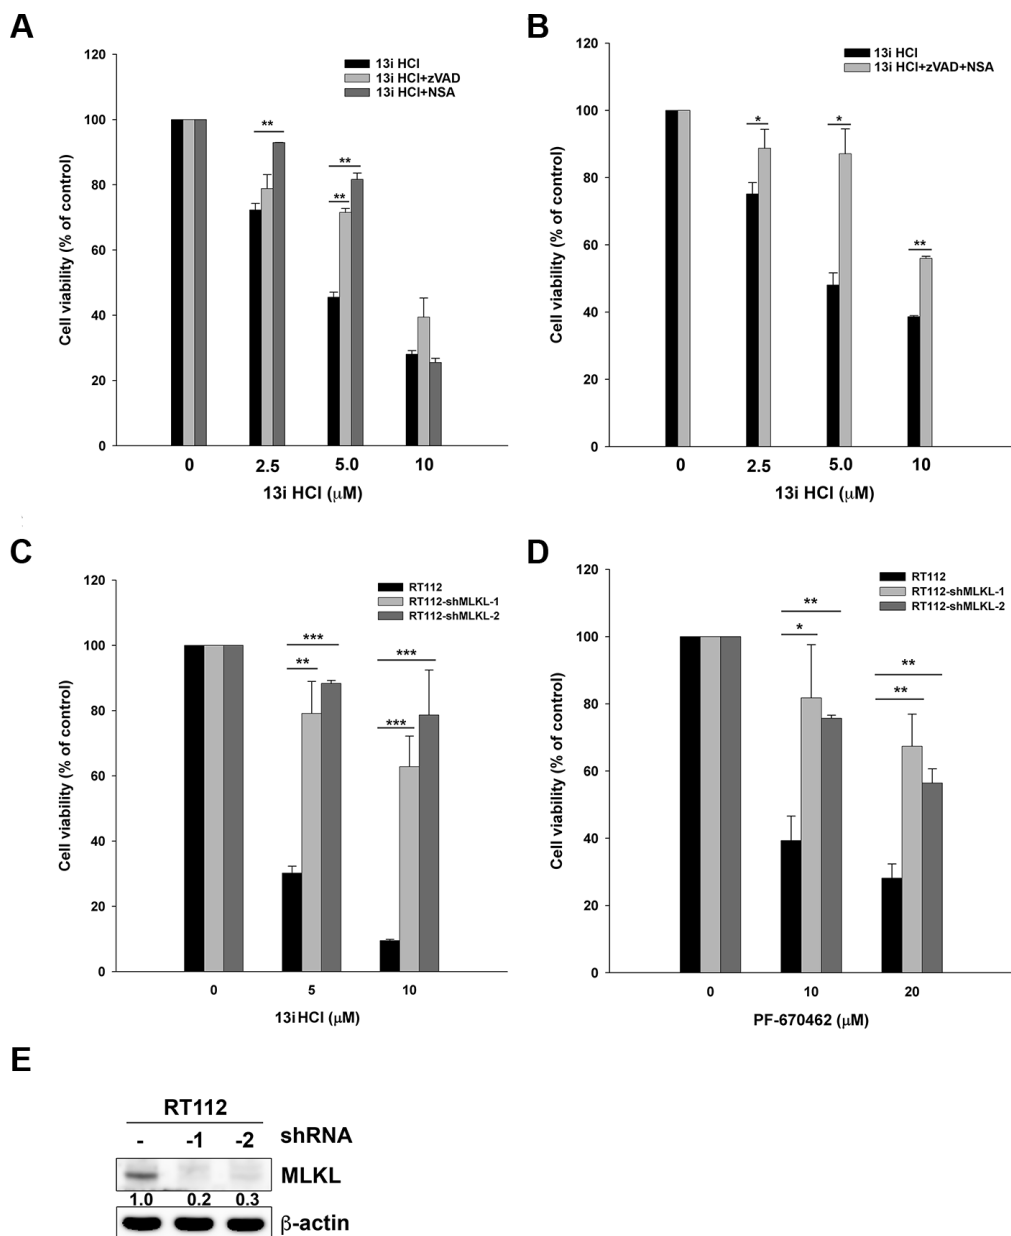 A
120
100
80
60
40
20
0
Cell viability (% of control)
13i HCl
13i HCl+zVAD
13i HCl+NSA
**
**
**
0 2.5 5.0 10
13i HCl (μM)
B
120
100
80
60
40
20
0
Cell viability (% of control)
13i HCl
13i HCl+zVAD+NSA
*
*
**
0 2.5 5.0 10
13i HCl (μM)
C
120
100
80
60
40
20
0
Cell viability (% of control)
RT112
RT112-shMLKL-1
RT112-shMLKL-2
***
**
***
***
0 5 10
13i HCl (μM)
D
120
100
80
60
40
20
0
Cell viability (% of control)
RT112
RT112-shMLKL-1
RT112-shMLKL-2
**
*
**
**
0 10 20
PF-670462 (μM)
E
RT112
- -1 -2 shRNA
MLKL
1.0 0.2 0.3
β-actin